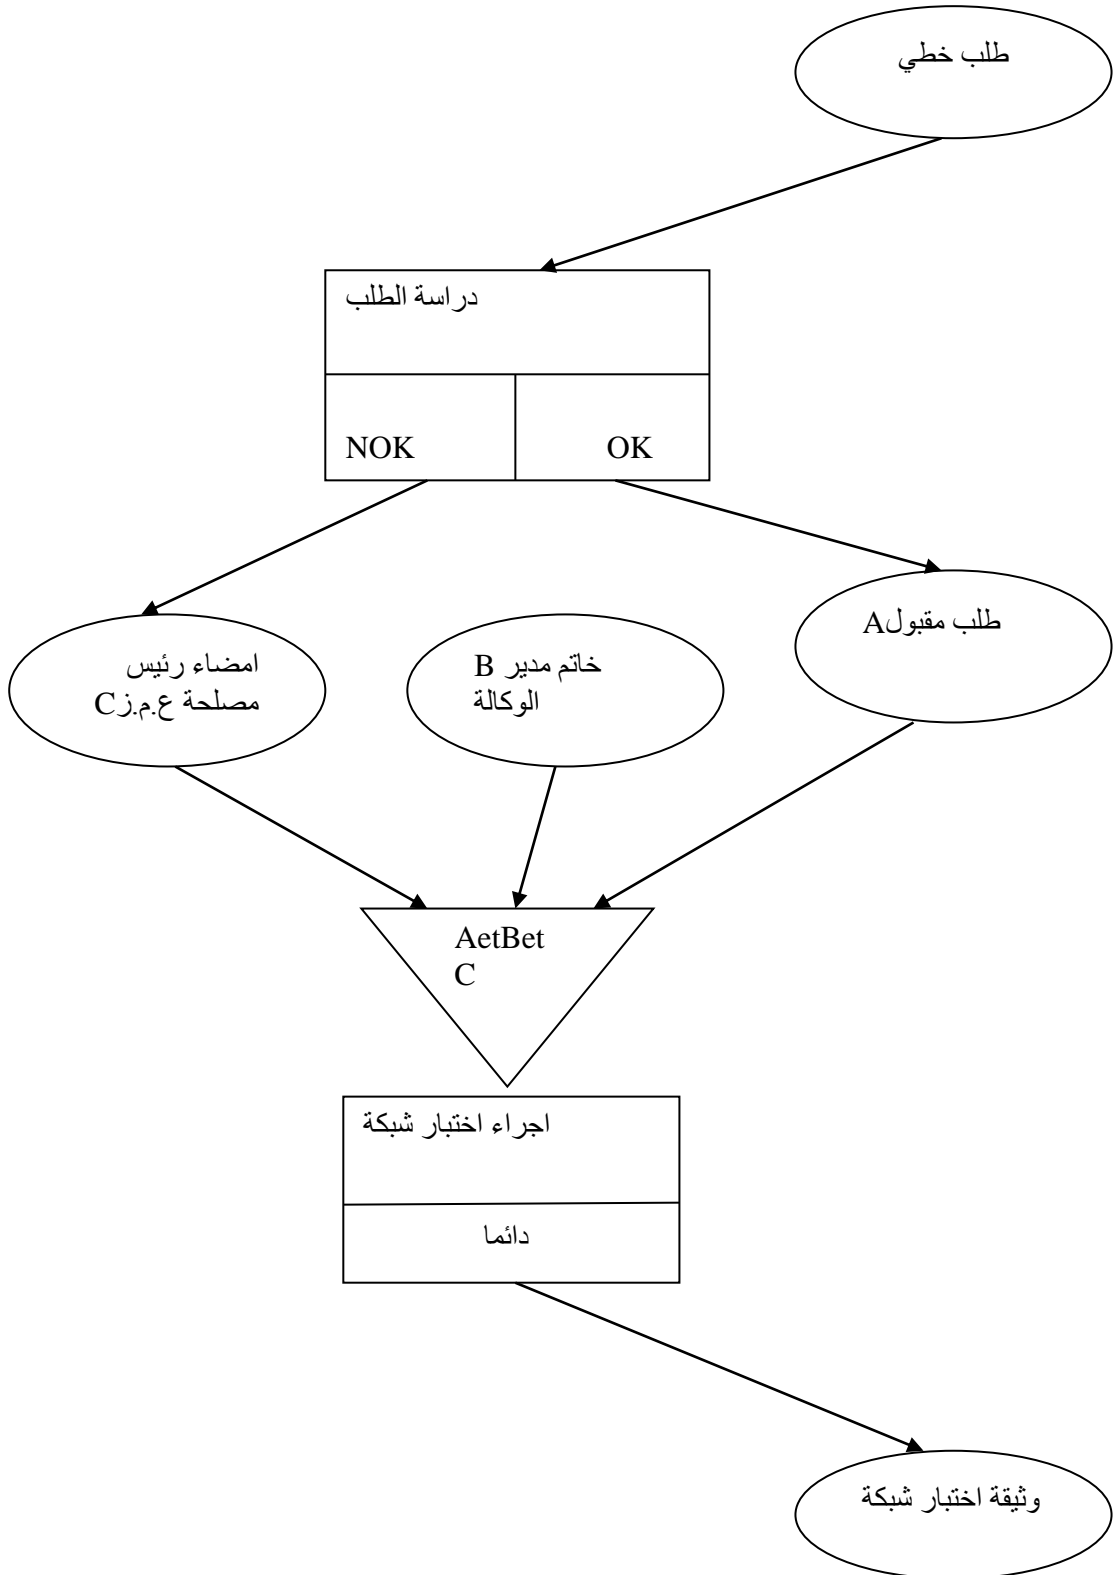 طلب خطي
دراسة الطلب
NOK
OK
طلب مقبولA
امضاء رئيس
مصلحة ع.م.زC
خاتم مدير B
الوكالة
AetBet
C
اجراء اختبار شبكة
دائما
وثيقة اختبار شبكة